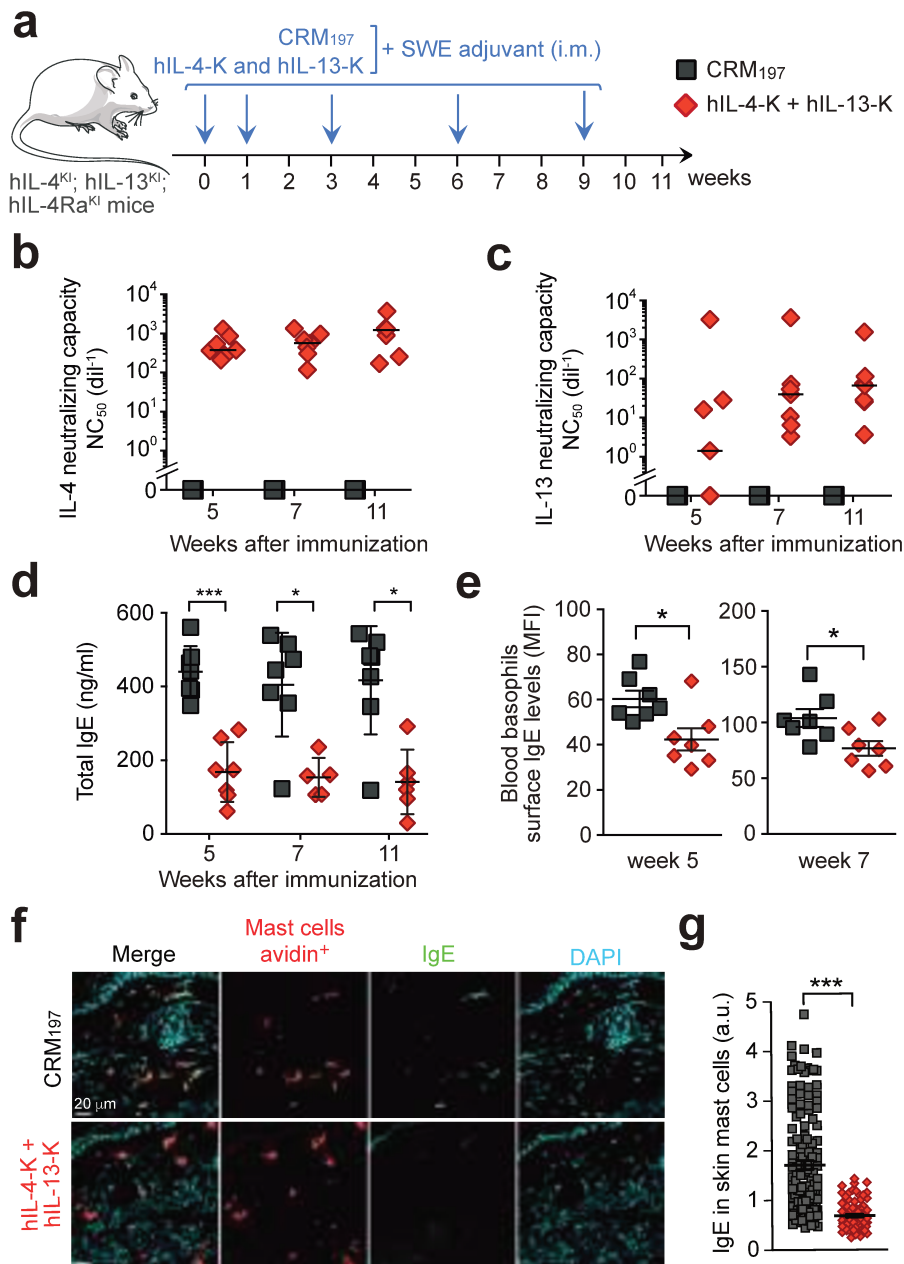 a
CRM197
hIL-4-K and hIL-13-K
+ SWE adjuvant (i.m.)
CRM197
hIL-4-K + hIL-13-K
hIL-4KI; hIL-13KI;
hIL-4RaKI mice
0 1 2 3 4 5 6 7 8 9 10 11 weeks
b
IL-4 neutralizing capacity
NC50 (dil-1)
104
103
102
101
100
0
5 7 11
Weeks after immunization
c
IL-13 neutralizing capacity
NC50 (dil-1)
104
103
102
101
100
0
5 7 11
Weeks after immunization
d
Total IgE (ng/ml)
600
400
200
0
*** * *
5 7 11
Weeks after immunization
e
Blood basophils
surface IgE levels (MFI)
100
80
60
40
20
0
*
week 5
200
150
100
50
0
*
week 7
f
Merge
Mast cells
avidin+
IgE
DAPI
CRM197
20 μm
hIL-4-K +
hIL-13-K
g
IgE in skin mast cells (a.u.)
5
4
3
2
1
0
***